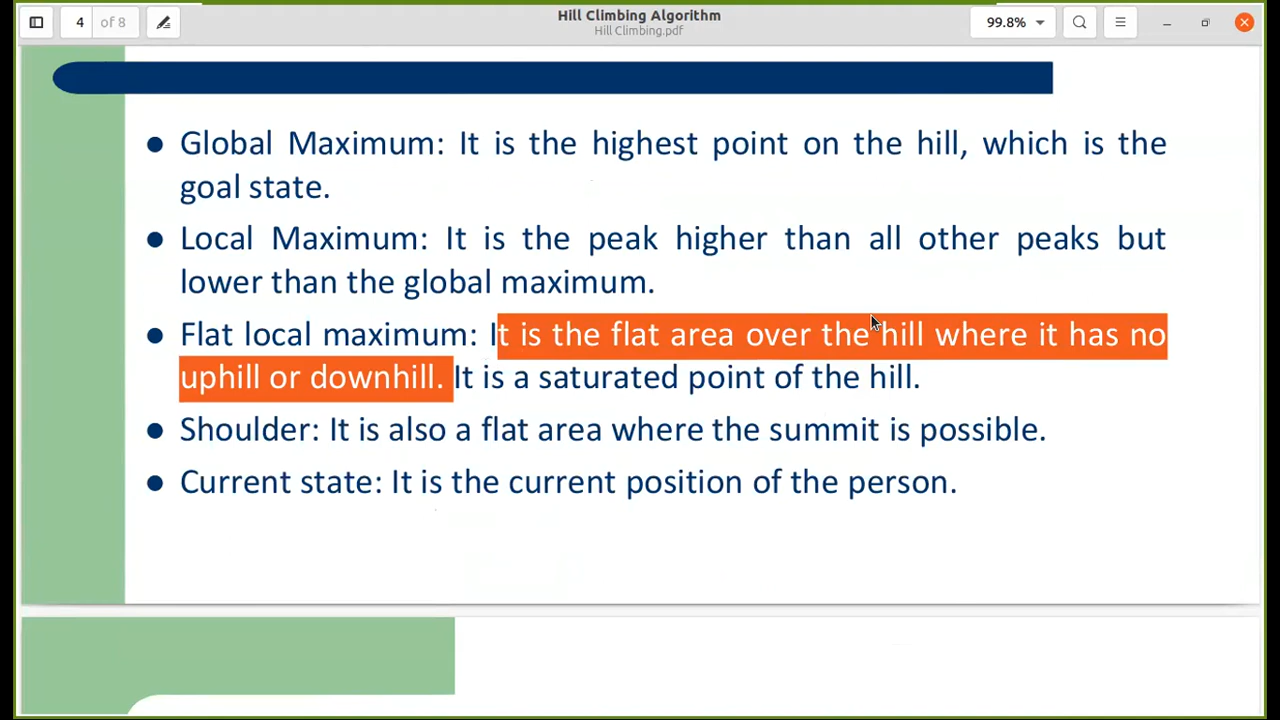 Hill Climbing Algorithm
Hill Climbing.pdf
4 of 8
99.8%
● Global Maximum: It is the highest point on the hill, which is the
goal state.
● Local Maximum: It is the peak higher than all other peaks but
lower than the global maximum.
● Flat local maximum: It is the flat area over the hill where it has no
uphill or downhill. It is a saturated point of the hill.
● Shoulder: It is also a flat area where the summit is possible.
● Current state: It is the current position of the person.